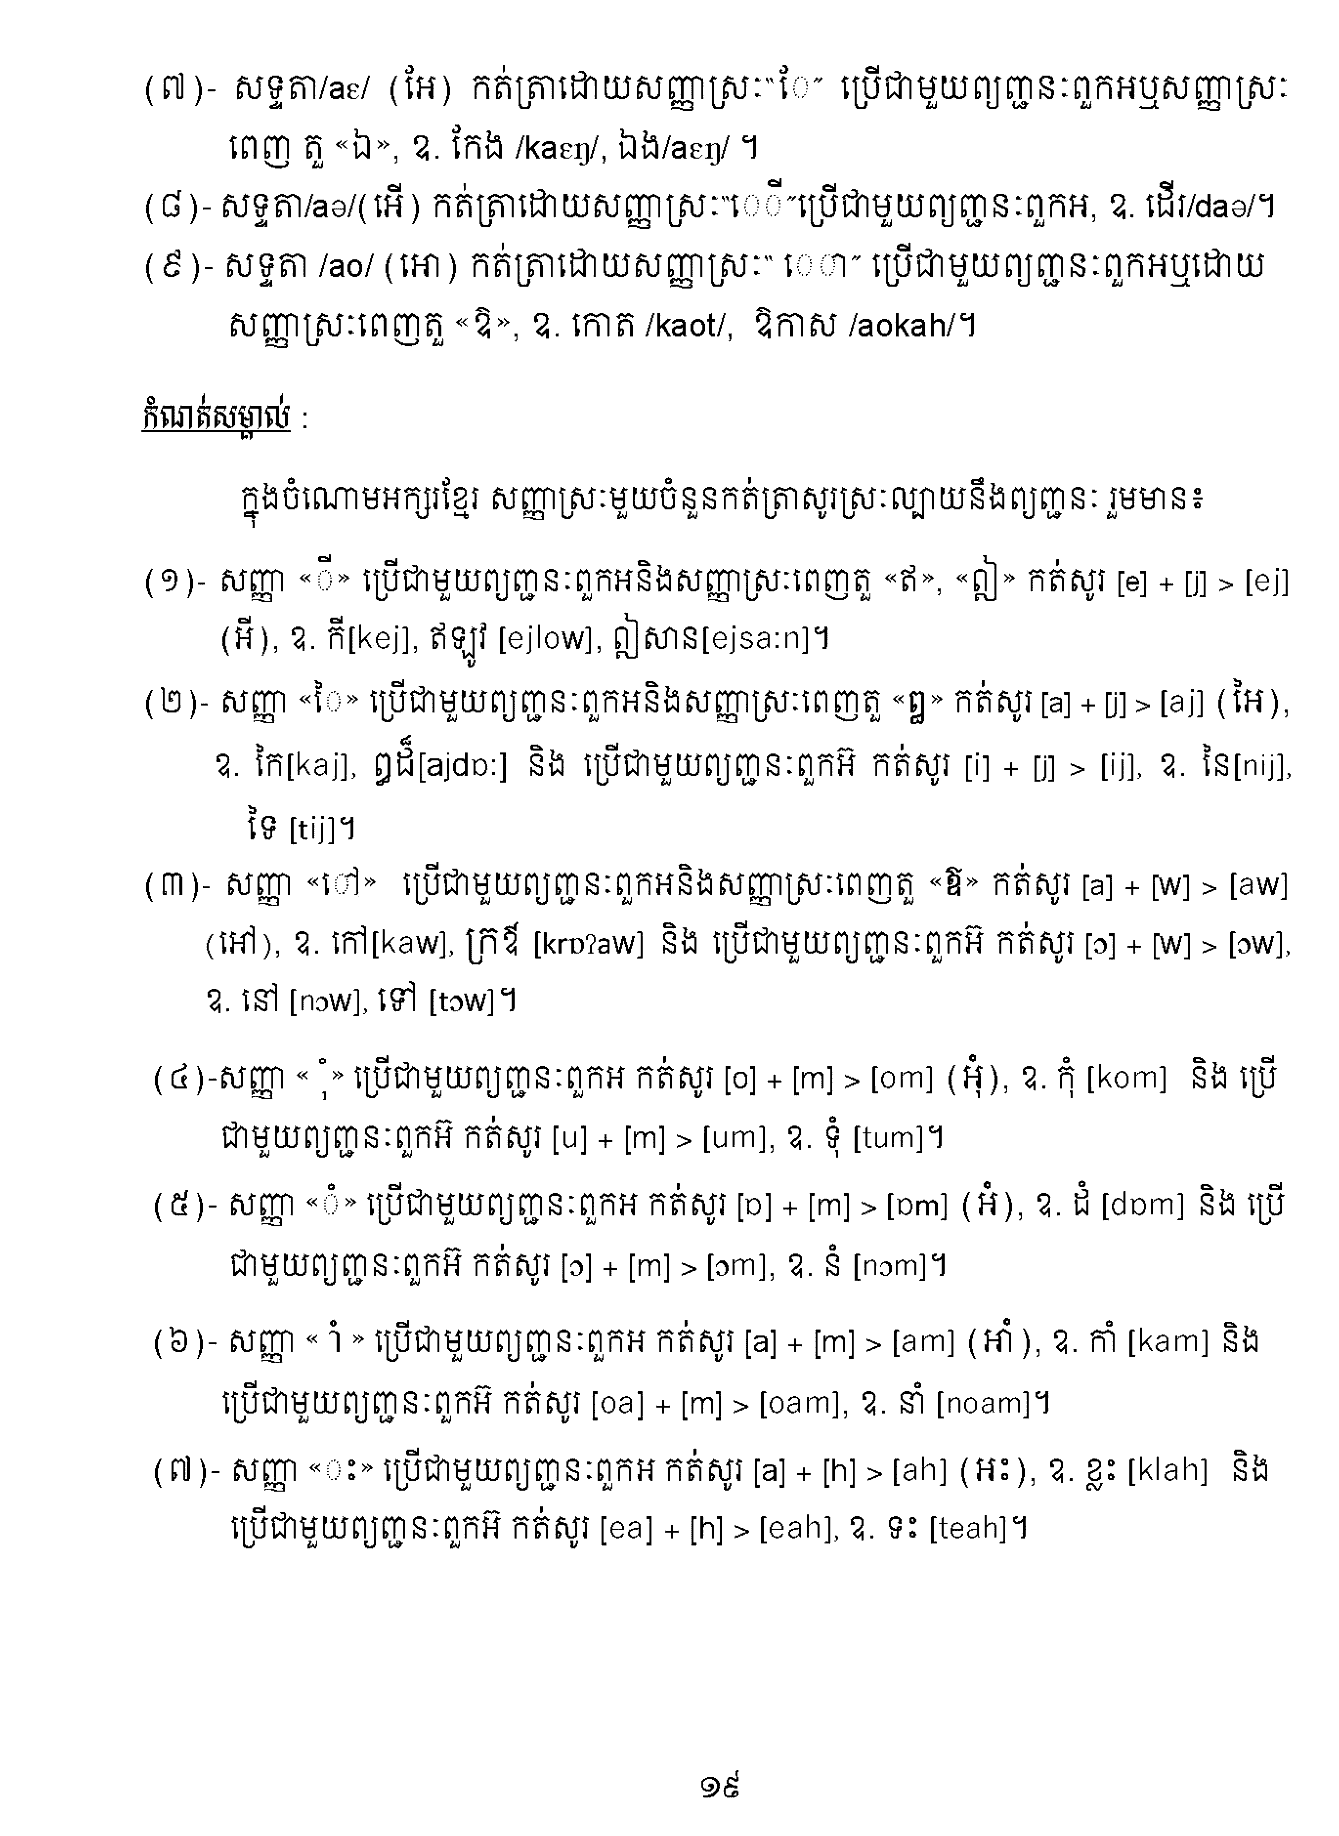 (៧)- សទ្ទតា/aɛ/ (អែ) កត់ត្រាដោយសញ្ញាស្រៈ“ែ” ប្រើជាមួយព្យញ្ជនៈពួកអឬសញ្ញាស្រៈ
ពេញ តួ «ឯ», ឧ. កែង /kaɛŋ/, ឯង/aɛŋ/ ។
(៨)- សទ្ទតា/aə/(អើ) កត់ត្រាដោយសញ្ញាស្រៈ“េី”ប្រើជាមួយព្យញ្ជនៈពួកអ, ឧ. ដើរ/daə/។
(៩)- សទ្ទតា /ao/ (អោ) កត់ត្រាដោយសញ្ញាស្រៈ“ េា” ប្រើជាមួយព្យញ្ជនៈពួកអឬដោយ
សញ្ញាស្រៈពេញតួ «ឱ», ឧ. កោត /kaot/, ឱកាស /aokah/។
កំណត់សម្គាល់ :
ក្នុងចំណោមអក្សរខ្មែរ សញ្ញាស្រៈមួយចំនួនកត់ត្រាសូរស្រៈល្បាយនឹងព្យញ្ជនៈ រួមមាន៖
(១)- សញ្ញា «ី» ប្រើជាមួយព្យញ្ជនៈពួកអនិងសញ្ញាស្រៈពេញតួ «ឥ», «ឦ» កត់សូរ [e] + [j] > [ej]
(អី), ឧ. កី[kej], ឥឡូវ [ejlow], ឦសាន[ejsa:n]។
(២)- សញ្ញា «ៃ» ប្រើជាមួយព្យញ្ជនៈពួកអនិងសញ្ញាស្រៈពេញតួ «ឰ» កត់សូរ [a] + [j] > [aj] (អៃ),
ឧ. កៃ[kaj], ឰដ៏[ajdɒ:] និង ប្រើជាមួយព្យញ្ជនៈពួកអ៊ កត់សូរ [i] + [j] > [ij], ឧ. នៃ[nij],
ទៃ [tij]។
(៣)- សញ្ញា «ៅ» ប្រើជាមួយព្យញ្ជនៈពួកអនិងសញ្ញាស្រៈពេញតួ «ឪ» កត់សូរ [a] + [w] > [aw]
(អៅ), ឧ. កៅ[kaw], ក្រឪ [krɒʔaw] និង ប្រើជាមួយព្យញ្ជនៈពួកអ៊ កត់សូរ [ɔ] + [w] > [ɔw],
ឧ. នៅ [nɔw], ទៅ [tɔw]។
(៤)-សញ្ញា « ុំ» ប្រើជាមួយព្យញ្ជនៈពួកអ កត់សូរ [o] + [m] > [om] (អុំ), ឧ. កុំ [kom] និង ប្រើ
ជាមួយព្យញ្ជនៈពួកអ៊ កត់សូរ [u] + [m] > [um], ឧ. ទុំ [tum]។
(៥)- សញ្ញា «ំ» ប្រើជាមួយព្យញ្ជនៈពួកអ កត់សូរ [ɒ] + [m] > [ɒm] (អំ), ឧ. ដំ [dɒm] និង ប្រើ
ជាមួយព្យញ្ជនៈពួកអ៊ កត់សូរ [ɔ] + [m] > [ɔm], ឧ. នំ [nɔm]។
(៦)- សញ្ញា « ាំ » ប្រើជាមួយព្យញ្ជនៈពួកអ កត់សូរ [a] + [m] > [am] (អាំ), ឧ. កាំ [kam] និង
ប្រើជាមួយព្យញ្ជនៈពួកអ៊ កត់សូរ [oa] + [m] > [oam], ឧ. នាំ [noam]។
(៧)- សញ្ញា «ះ» ប្រើជាមួយព្យញ្ជនៈពួកអ កត់សូរ [a] + [h] > [ah] (អះ), ឧ. ខ្លះ [klah] និង
ប្រើជាមួយព្យញ្ជនៈពួកអ៊ កត់សូរ [ea] + [h] > [eah], ឧ. ទះ [teah]។
១៩